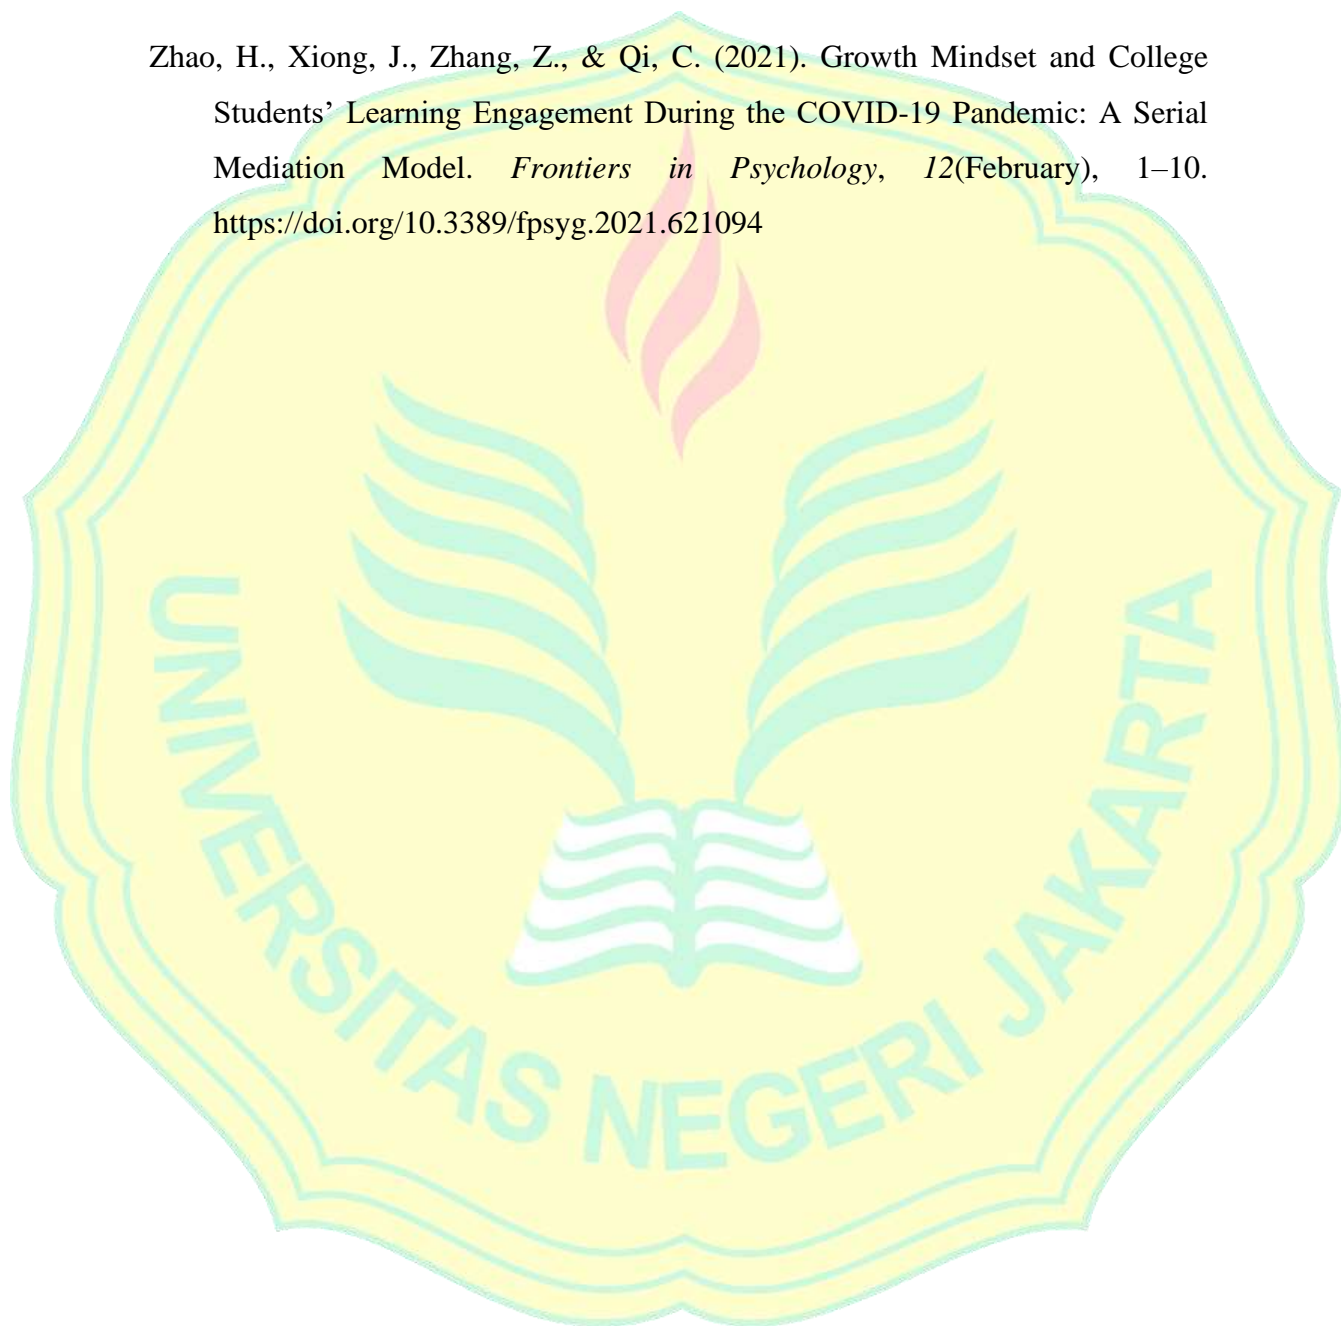 Zhao, H., Xiong, J., Zhang, Z., & Qi, C. (2021). Growth Mindset and College
Students’ Learning Engagement During the COVID-19 Pandemic: A Serial
Mediation Model. Frontiers in Psychology, 12(February), 1–10.
https://doi.org/10.3389/fpsyg.2021.621094
UNIVERSITAS NEGERI JAKARTA